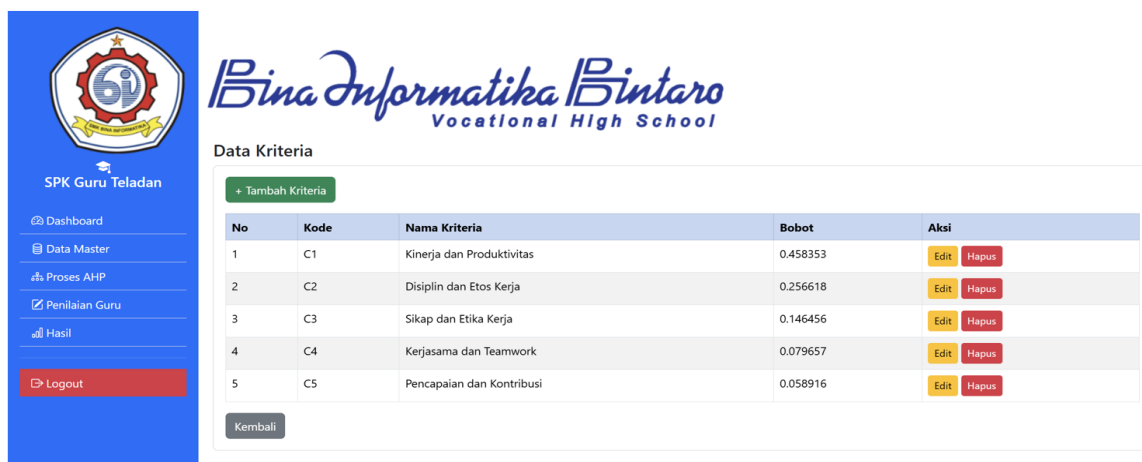 SMK BINA INFORMATIKA
SPK Guru Teladan
Dashboard
Data Master
Proses AHP
Penilaian Guru
Hasil
Logout
Bina Informatika Bintaro
Vocational High School
Data Kriteria
+ Tambah Kriteria
No Kode Nama Kriteria Bobot Aksi
1 C1 Kinerja dan Produktivitas 0.458353 Edit Hapus
2 C2 Disiplin dan Etos Kerja 0.256618 Edit Hapus
3 C3 Sikap dan Etika Kerja 0.146456 Edit Hapus
4 C4 Kerjasama dan Teamwork 0.079657 Edit Hapus
5 C5 Pencapaian dan Kontribusi 0.058916 Edit Hapus
Kembali